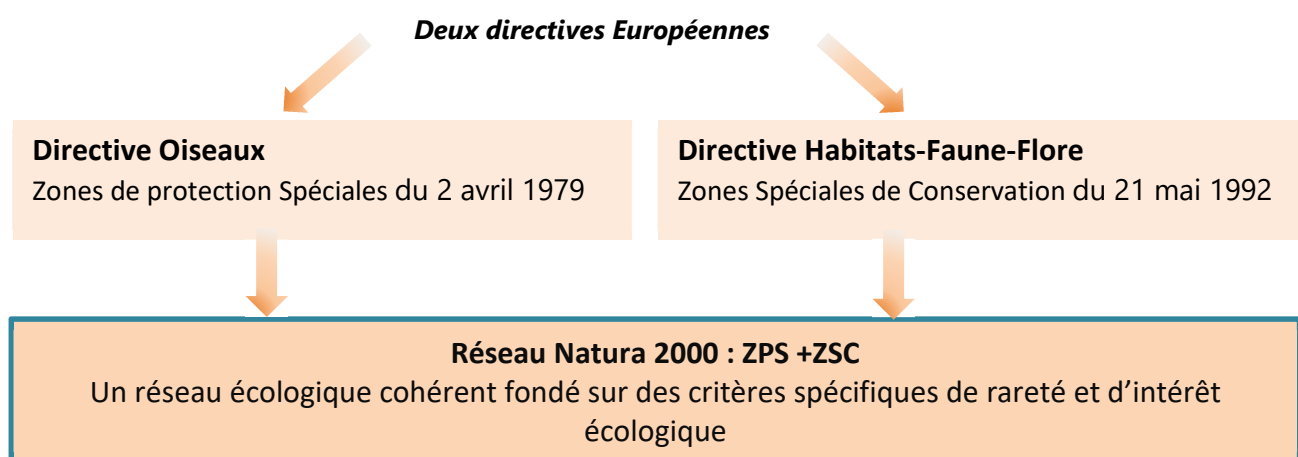 Deux directives Européennes
Directive Oiseaux
Zones de protection Spéciales du 2 avril 1979
Directive Habitats-Faune-Flore
Zones Spéciales de Conservation du 21 mai 1992
Réseau Natura 2000 : ZPS +ZSC
Un réseau écologique cohérent fondé sur des critères spécifiques de rareté et d’intérêt
écologique